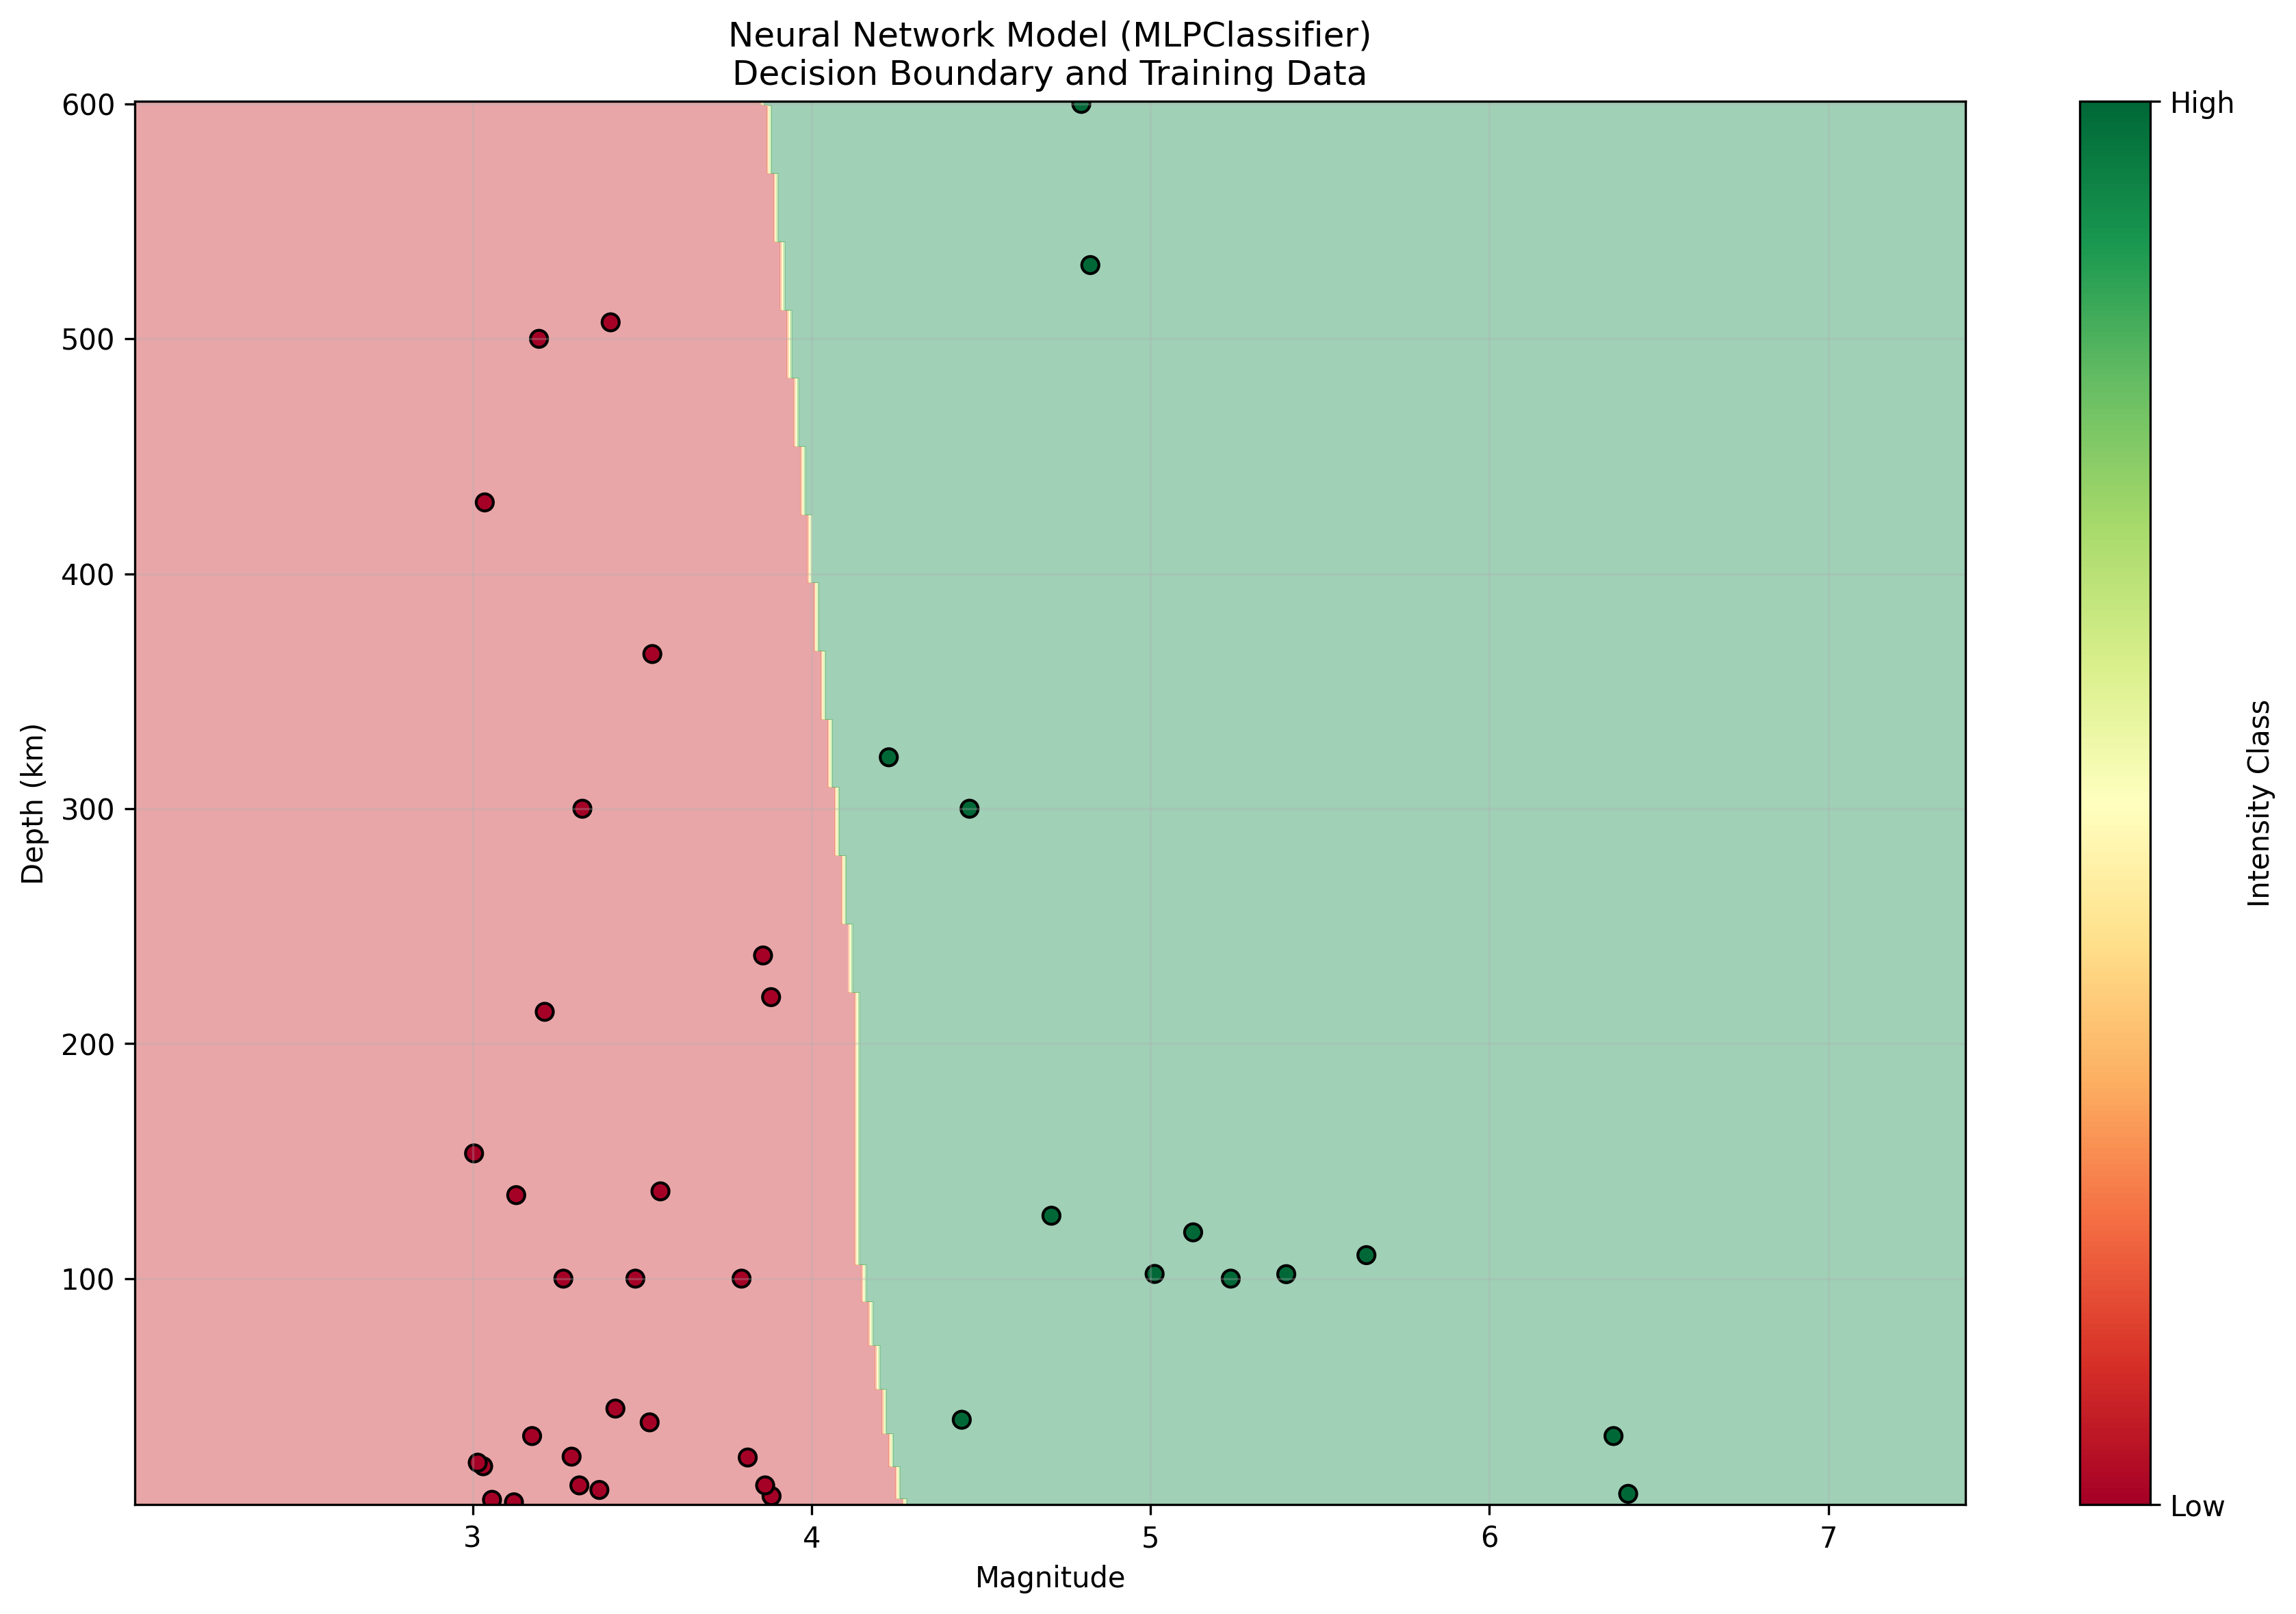 Neural Network Model (MLPClassifier)
Decision Boundary and Training Data
600
500
400
300
200
100
Depth (km)
3
4
5
6
7
Magnitude
High
Low
Intensity Class